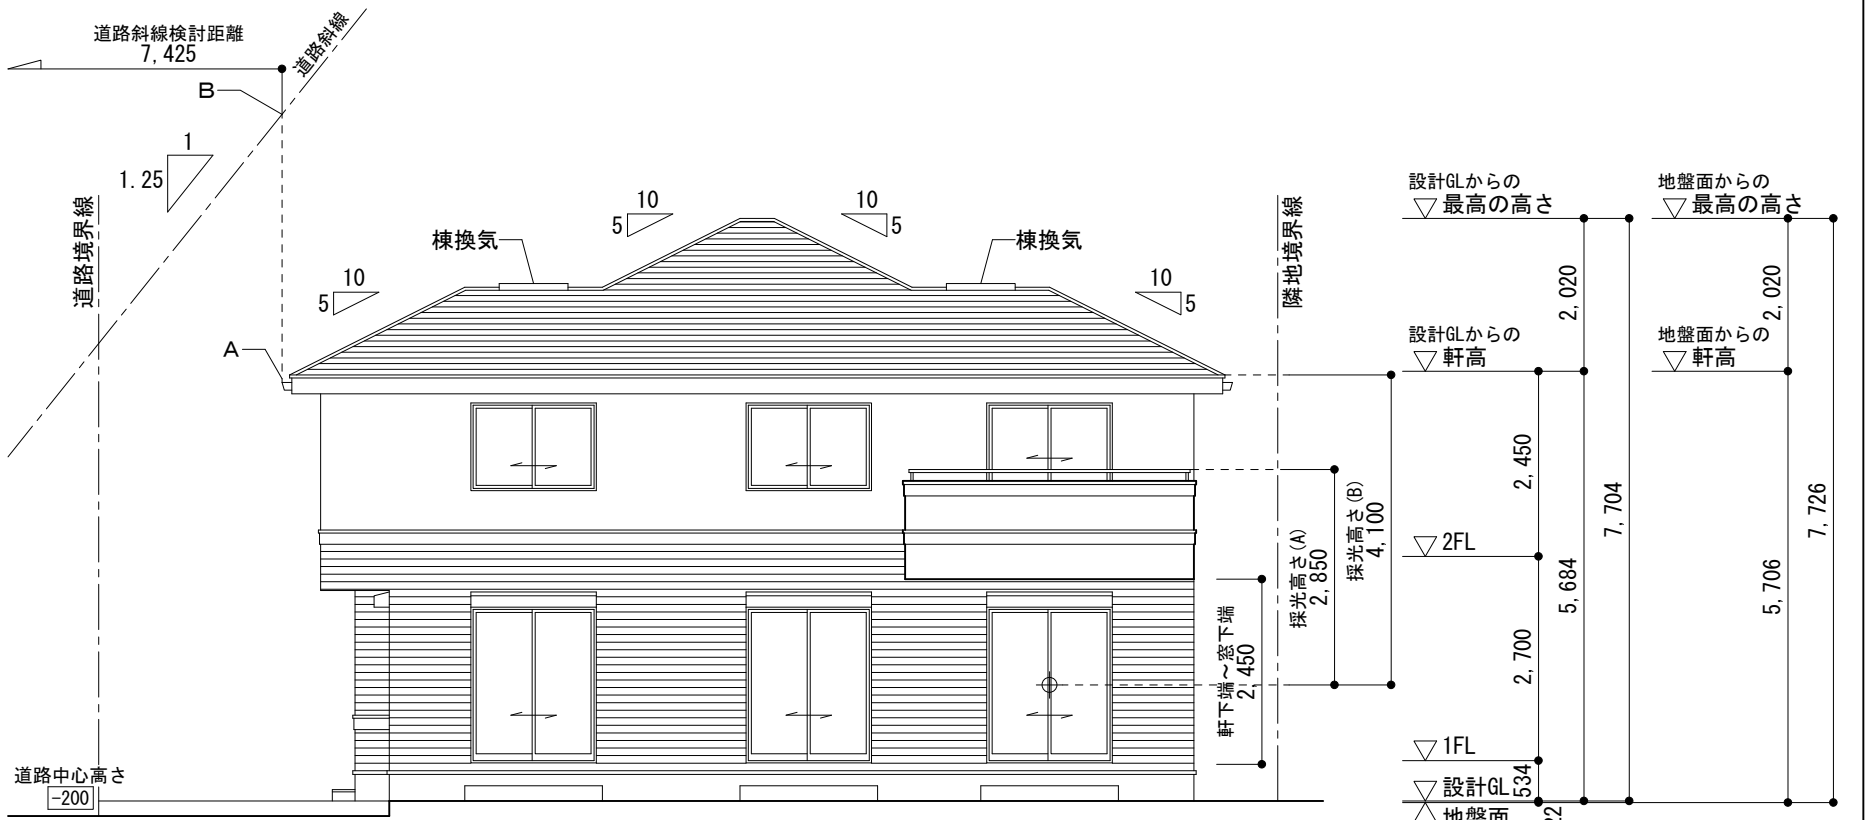 道路斜線検討距離
7,425
道路斜線
B
1
1.25
道路境界線
A
10
5
棟換気
10
5
10
5
棟換気
10
5
隣地境界線
道路中心高さ
-200
軒下端~窓下端
2,450
採光高さ(A)
2,850
採光高さ(B)
4,100
設計GLからの
最高の高さ
設計GLからの
軒高
2FL
1FL
設計GL
地盤面
2,450
2,700
534
22
2,020
5,684
7,704
地盤面からの
最高の高さ
地盤面からの
軒高
2,020
5,706
7,726